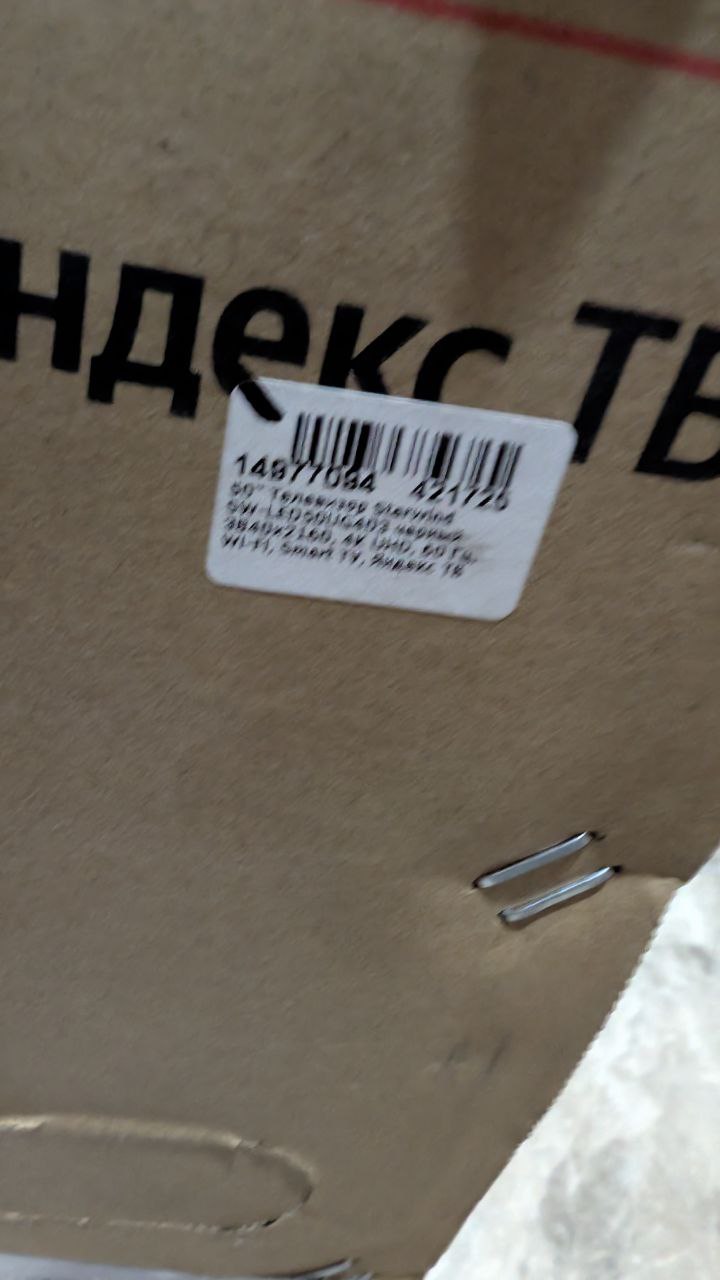 ндекс ТВ
14977094 421725
50" Телевизор Starwind
SW-LED50UG403 черный
3840x2160, 4K UHD, 60 Гц,
Wi-Fi, Smart TV, Яндекс ТВ